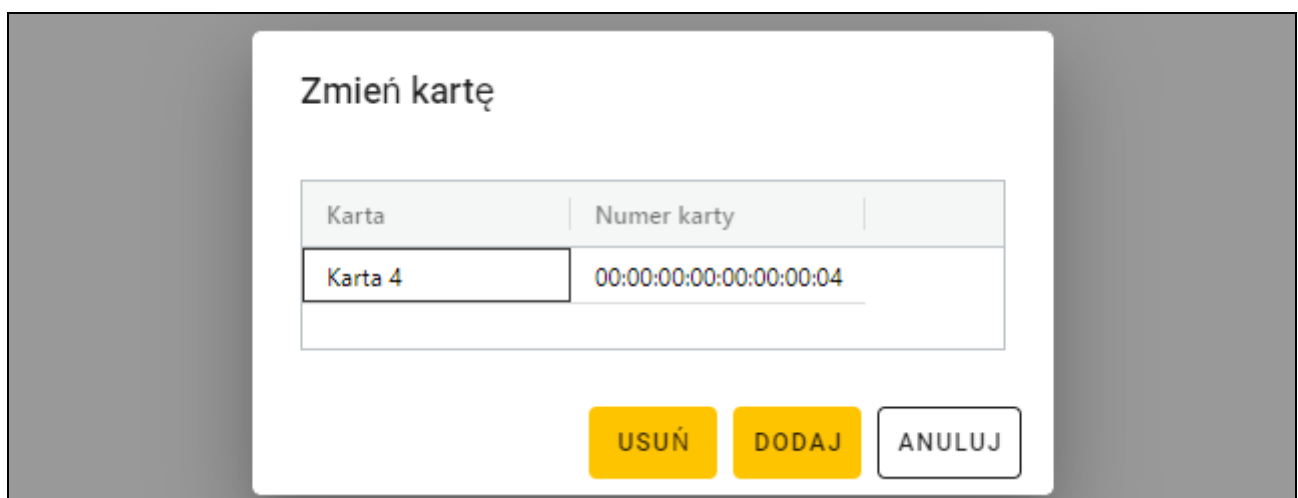 Zmień kartę
Karta Numer karty
Karta 4 00:00:00:00:00:00:00:04
USUŃ DODAJ ANULUJ